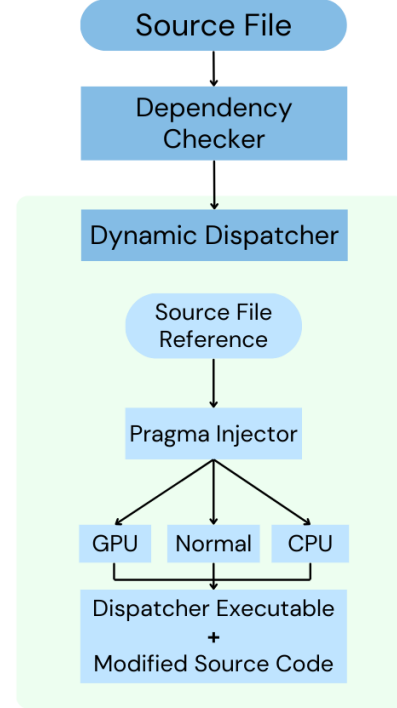 Source File
Dependency
Checker
Dynamic Dispatcher
Source File
Reference
Pragma Injector
GPU
Normal
CPU
Dispatcher Executable
+
Modified Source Code